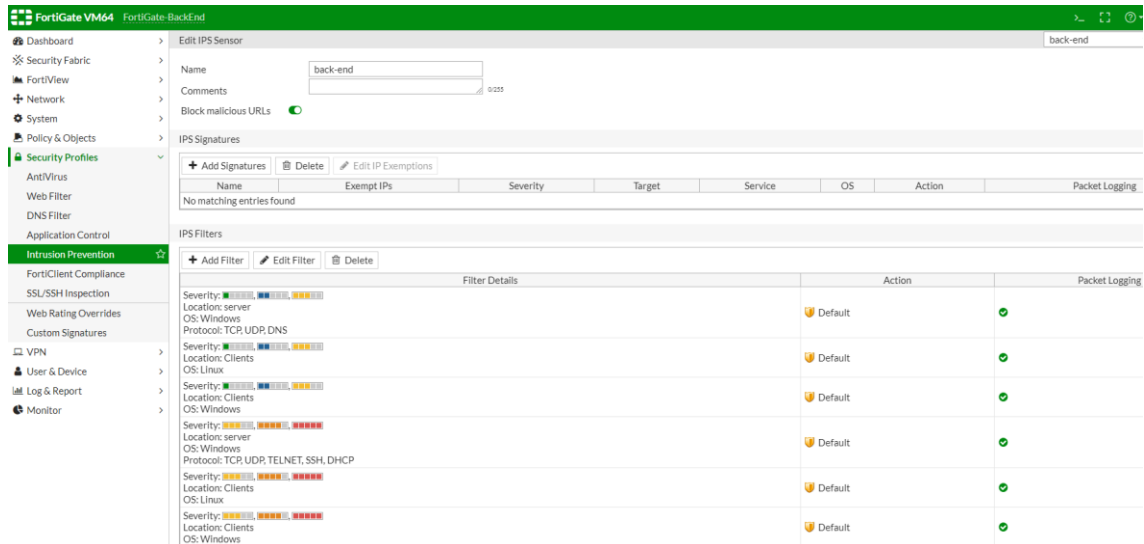 FortiGate VM64 FortiGate-BackEnd
Dashboard
Security Fabric
FortiView
Network
System
Policy & Objects
Security Profiles
AntiVirus
Web Filter
DNS Filter
Application Control
Intrusion Prevention
FortiClient Compliance
SSL/SSH Inspection
Web Rating Overrides
Custom Signatures
VPN
User & Device
Log & Report
Monitor
Edit IPS Sensor back-end
Name back-end
Comments 0/255
Block malicious URLs
IPS Signatures
Add Signatures Delete Edit IP Exemptions
Name Exempt IPs Severity Target Service OS Action Packet Logging
No matching entries found
IPS Filters
Add Filter Edit Filter Delete
Filter Details Action Packet Logging
Severity: , ,
Location: server
OS: Windows
Protocol: TCP, UDP, DNS
Default
Severity: , ,
Location: Clients
OS: Linux
Default
Severity: , ,
Location: Clients
OS: Windows
Default
Severity: , ,
Location: server
OS: Windows
Protocol: TCP, UDP, TELNET, SSH, DHCP
Default
Severity: , ,
Location: Clients
OS: Linux
Default
Severity: , ,
Location: Clients
OS: Windows
Default